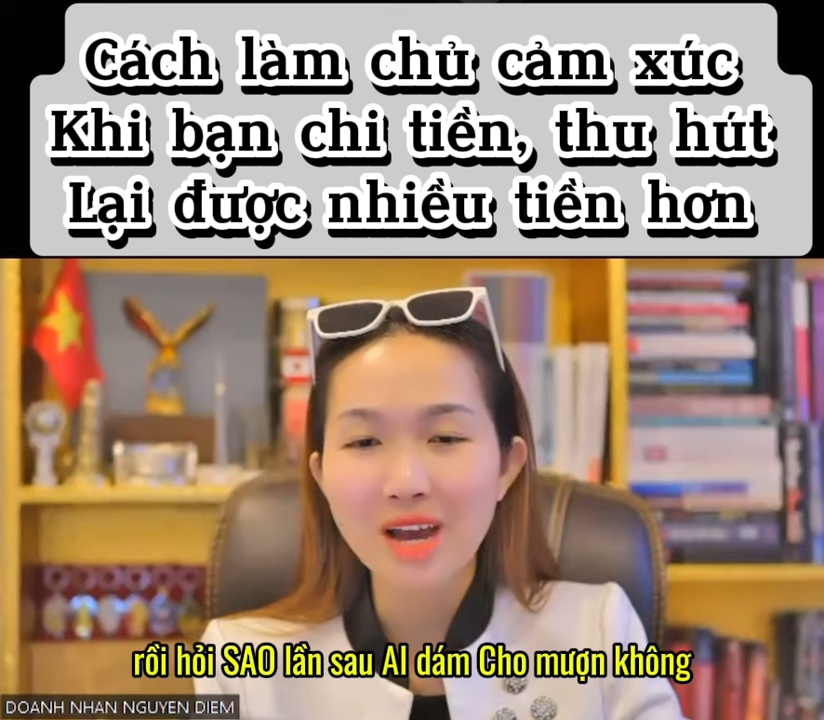 Cách làm chủ cảm xúc
Khi bạn chi tiền, thu hút
Lại được nhiều tiền hơn
rồi hỏi SAO lần sau AI dám Cho mượn không
DOANH NHAN NGUYEN DIEM